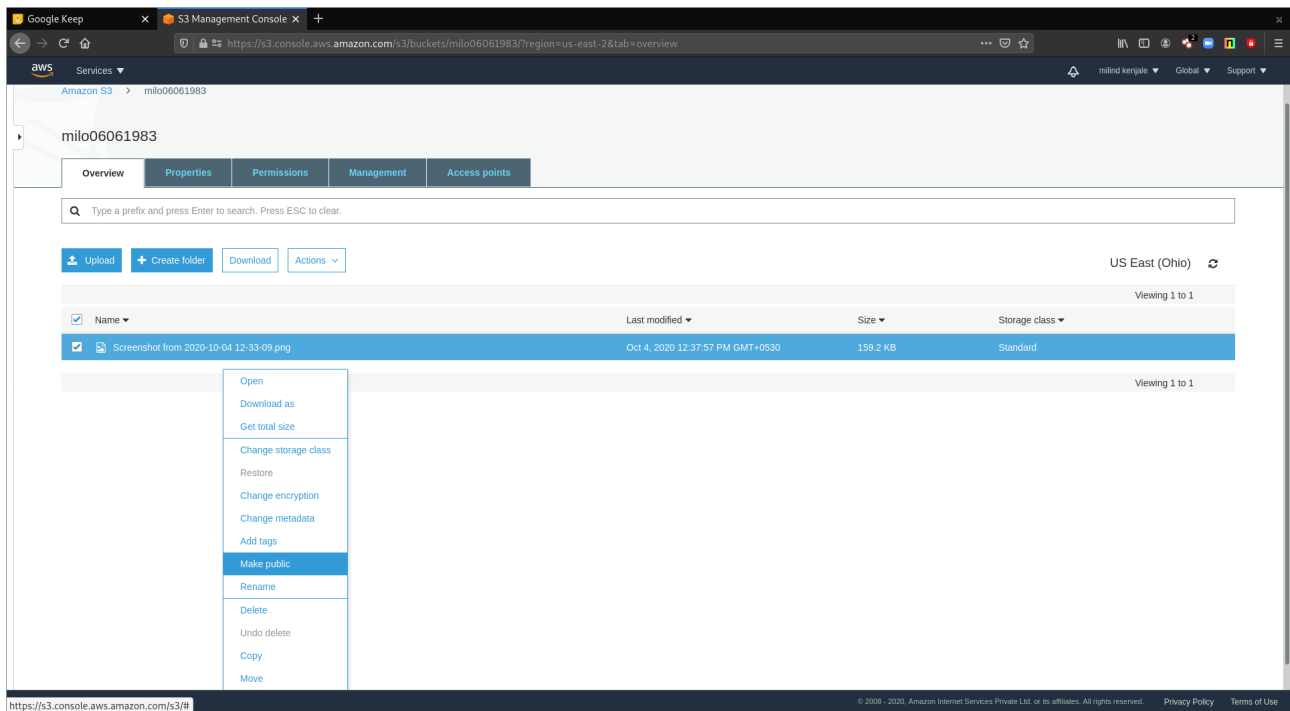 Google Keep
S3 Management Console
https://s3.console.aws.amazon.com/s3/buckets/milo06061983/?region=us-east-2&tab=overview
2
aws Services milind kenjale Global Support
Amazon S3 > milo06061983
milo06061983
Overview Properties Permissions Management Access points
Type a prefix and press Enter to search. Press ESC to clear.
Upload Create folder Download Actions
US East (Ohio)
Viewing 1 to 1
Name Last modified Size Storage class
Screenshot from 2020-10-04 12-33-09.png Oct 4, 2020 12:37:57 PM GMT+0530 159.2 KB Standard
Viewing 1 to 1
Open
Download as
Get total size
Change storage class
Restore
Change encryption
Change metadata
Add tags
Make public
Rename
Delete
Undo delete
Copy
Move
https://s3.console.aws.amazon.com/s3/#
© 2008 - 2020, Amazon Internet Services Private Ltd. or its affiliates. All rights reserved. Privacy Policy Terms of Use